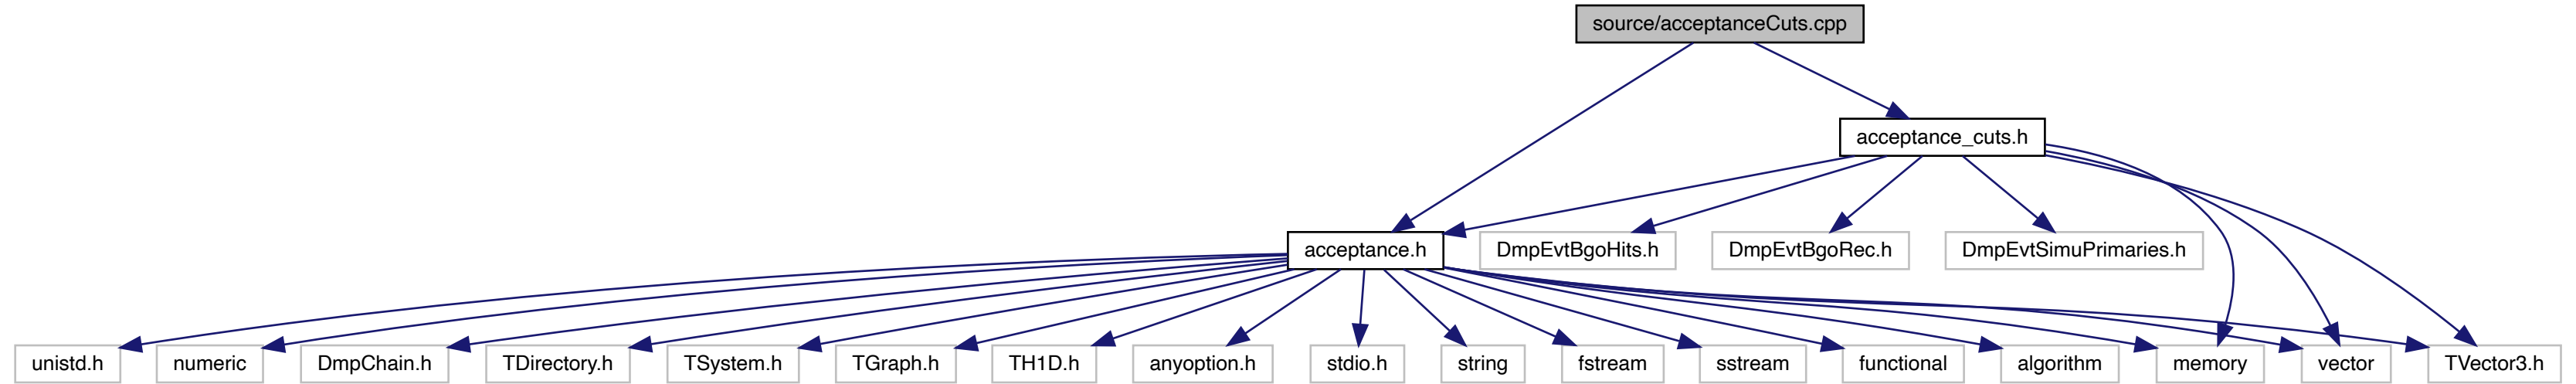 source/acceptanceCuts.cpp
acceptance_cuts.h
acceptance.h
DmpEvtBgoHits.h
DmpEvtBgoRec.h
DmpEvtSimuPrimaries.h
unistd.h
numeric
DmpChain.h
TDirectory.h
TSystem.h
TGraph.h
TH1D.h
anyoption.h
stdio.h
string
fstream
sstream
functional
algorithm
memory
vector
TVector3.h